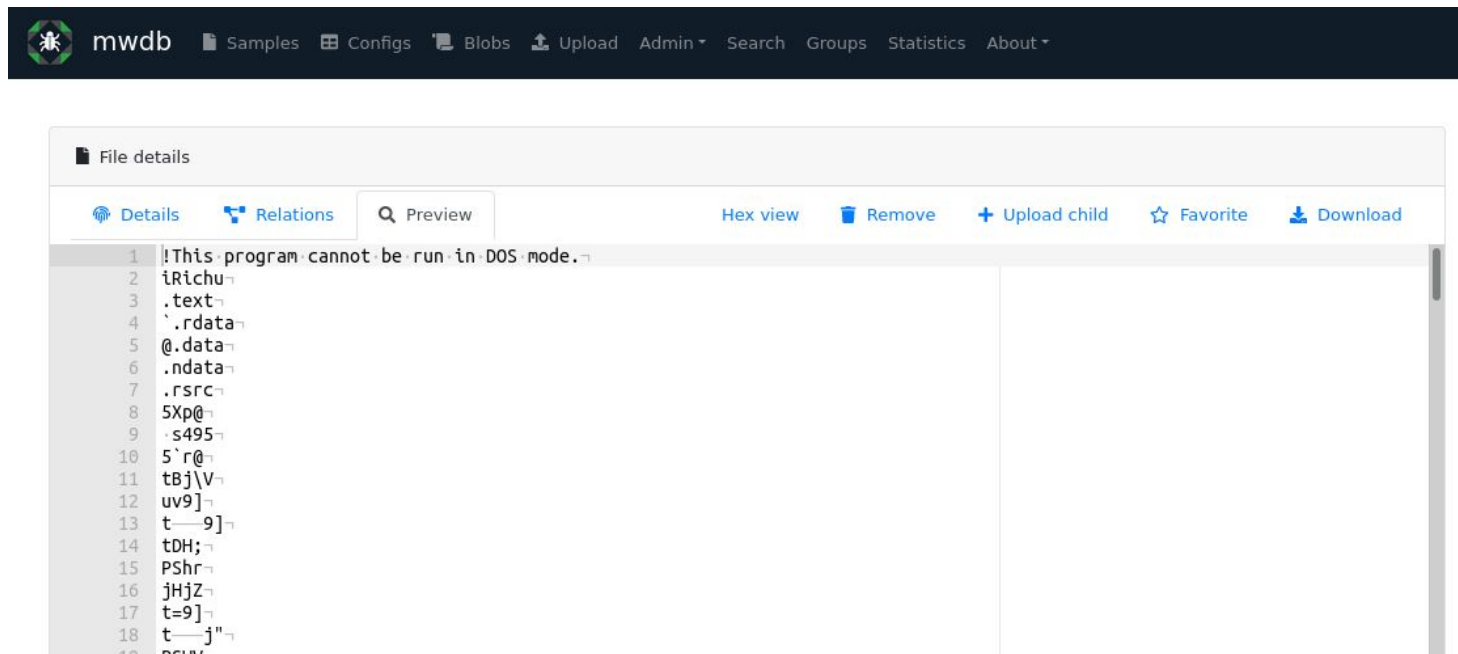 mwdb Samples Configs Blobs Upload Admin Search Groups Statistics About
File details
Details Relations Preview Hex view Remove + Upload child Favorite Download
1 !This·program·cannot·be·run·in·DOS·mode.¬
2 iRichu¬
3 .text¬
4 `.rdata¬
5 @.data¬
6 .ndata¬
7 .rsrc¬
8 5Xp@¬
9 ·s495¬
10 5`r@¬
11 tBj\V¬
12 uv9]¬
13 t——9]¬
14 tDH;¬
15 PShr¬
16 jHjZ¬
17 t=9]¬
18 t——j"¬